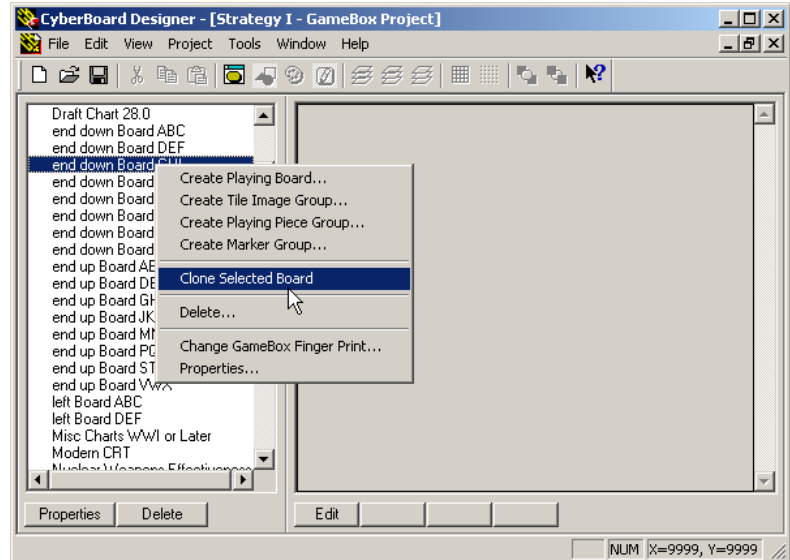 CyberBoard Designer - [Strategy I - GameBox Project]
File Edit View Project Tools Window Help
Draft Chart 28.0
end down Board ABC
end down Board DEF
end down Board GHI
end down Board
end down Board
end down Board
end down Board
end down Board
end up Board AB
end up Board DE
end up Board GH
end up Board JK
end up Board MN
end up Board PQ
end up Board ST
end up Board VWX
left Board ABC
left Board DEF
Misc Charts WWI or Later
Modern CRT
Nuclear Weapons Effectiveness
Create Playing Board...
Create Tile Image Group...
Create Playing Piece Group...
Create Marker Group...
Clone Selected Board
Delete...
Change GameBox Finger Print...
Properties...
Properties Delete Edit
NUM X=9999, Y=9999